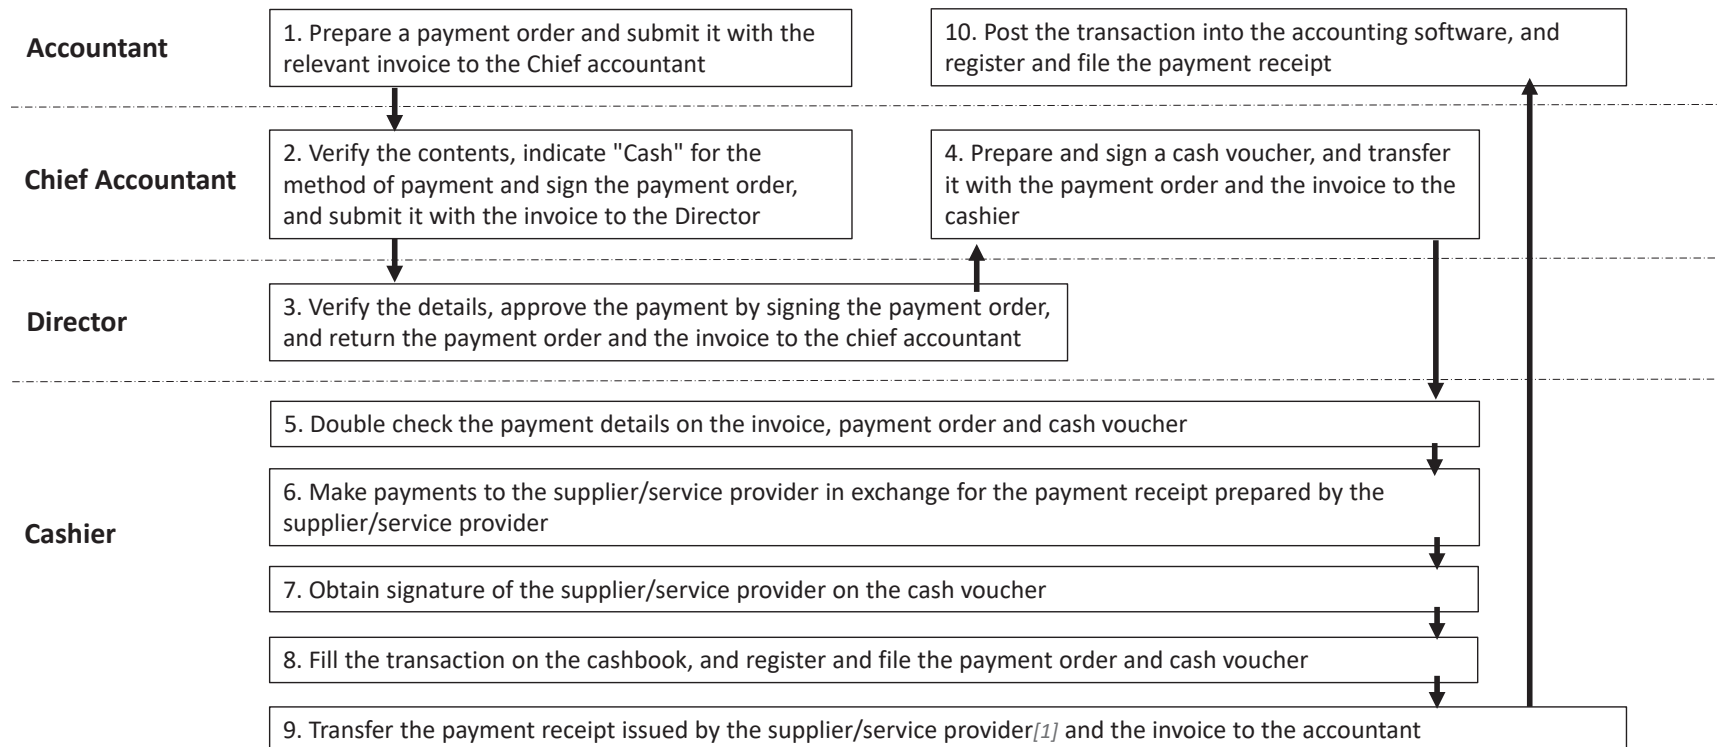 Accountant
1. Prepare a payment order and submit it with the
relevant invoice to the Chief accountant
10. Post the transaction into the accounting software, and
register and file the payment receipt
Chief Accountant
2. Verify the contents, indicate "Cash" for the
method of payment and sign the payment order,
and submit it with the invoice to the Director
4. Prepare and sign a cash voucher, and transfer
it with the payment order and the invoice to the
cashier
Director
3. Verify the details, approve the payment by signing the payment order,
and return the payment order and the invoice to the chief accountant
Cashier
5. Double check the payment details on the invoice, payment order and cash voucher
6. Make payments to the supplier/service provider in exchange for the payment receipt prepared by the
supplier/service provider
7. Obtain signature of the supplier/service provider on the cash voucher
8. Fill the transaction on the cashbook, and register and file the payment order and cash voucher
9. Transfer the payment receipt issued by the supplier/service provider[1] and the invoice to the accountant